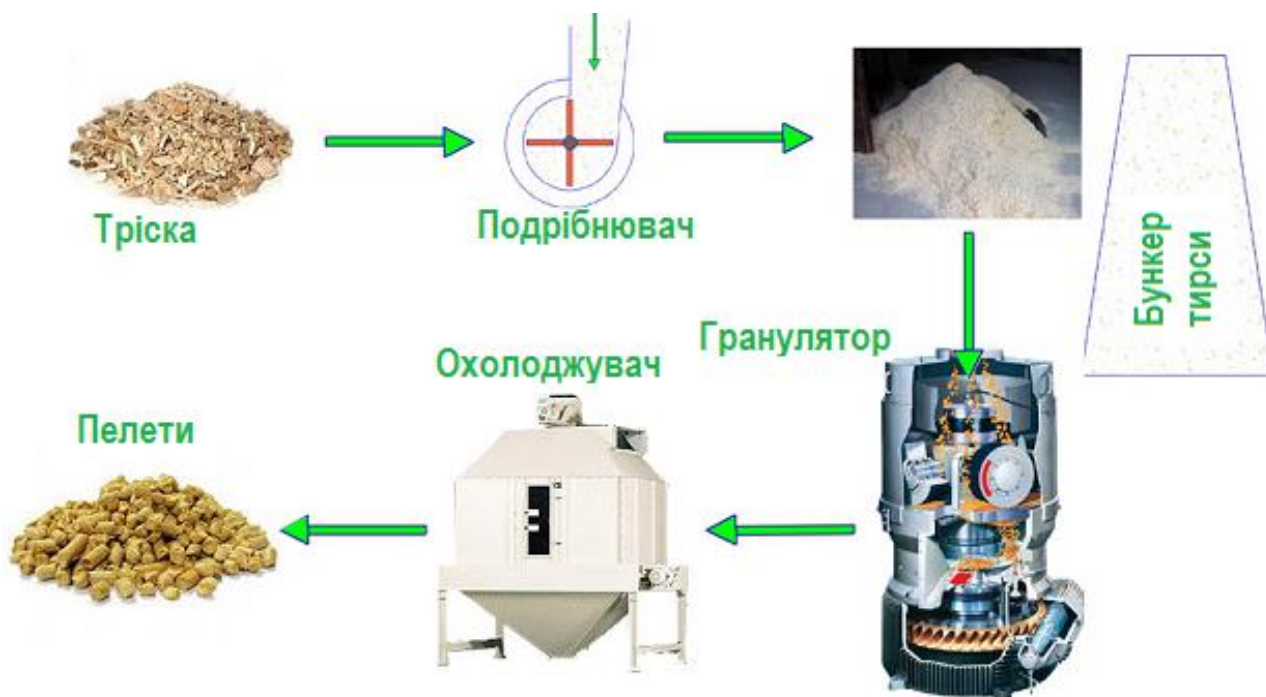 Тріска
Подрібнювач
Бункер
тирси
Гранулятор
Охолоджувач
Пелети